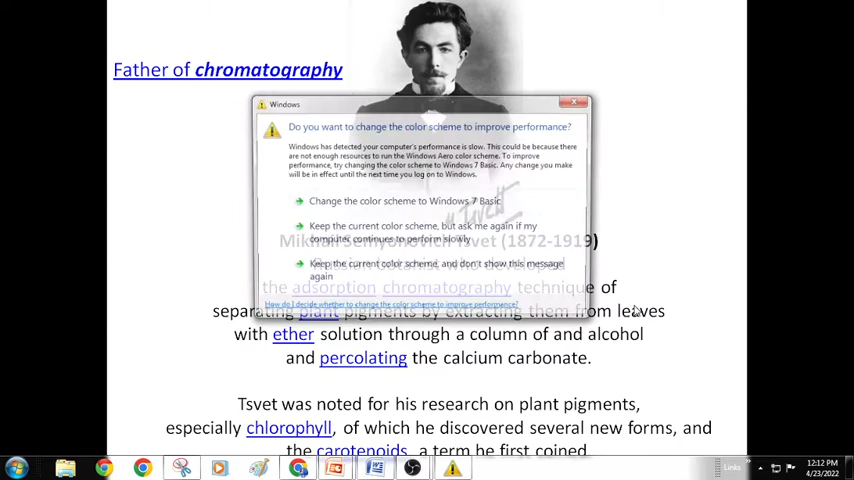 Father of chromatography
Windows
Do you want to change the color scheme to improve performance?
Windows has detected your computer's performance is slow. This could be because there
are not enough resources to run the Windows Aero color scheme. To improve
performance, try changing the color scheme to Windows 7 Basic. Any change you make
will be in effect until the next time you log on to Windows.
Change the color scheme to Windows 7 Basic
Keep the current color scheme, but ask me again if my
computer continues to perform slowly
Keep the current color scheme, and don't show this message
again
How do I decide whether to change the color scheme to improve performance?
M. Tsvett
Mikhail Semyonovich Tsvet (1872-1919)
Russian botanist who developed
the adsorption chromatography technique of
separating plant pigments by extracting them from leaves
with ether solution through a column of and alcohol
and percolating the calcium carbonate.
Tsvet was noted for his research on plant pigments,
especially chlorophyll, of which he discovered several new forms, and
the carotenoids, a term he first coined
Links
12:12 PM
4/23/2022